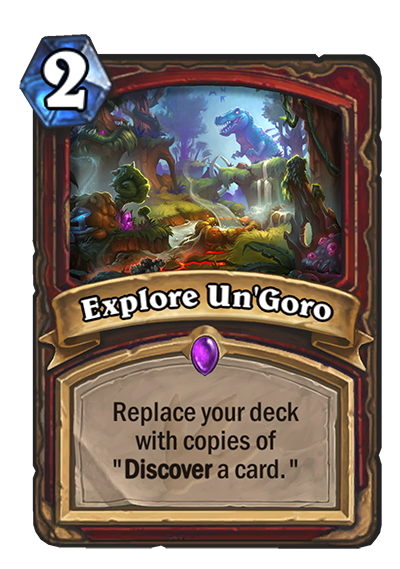 2
Explore Un'Goro
Replace your deck
with copies of
"Discover a card."